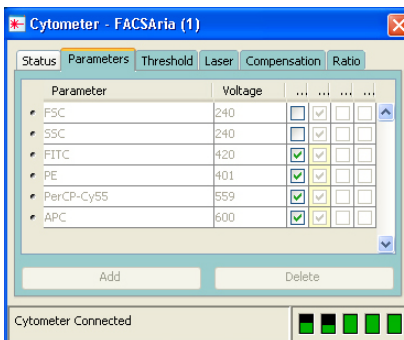 Cytometer - FACSAria (1)
Status Parameters Threshold Laser Compensation Ratio
Parameter Voltage ... ... ... ...
FSC 240
SSC 240
FITC 420
PE 401
PerCP-Cy55 559
APC 600
Add Delete
Cytometer Connected